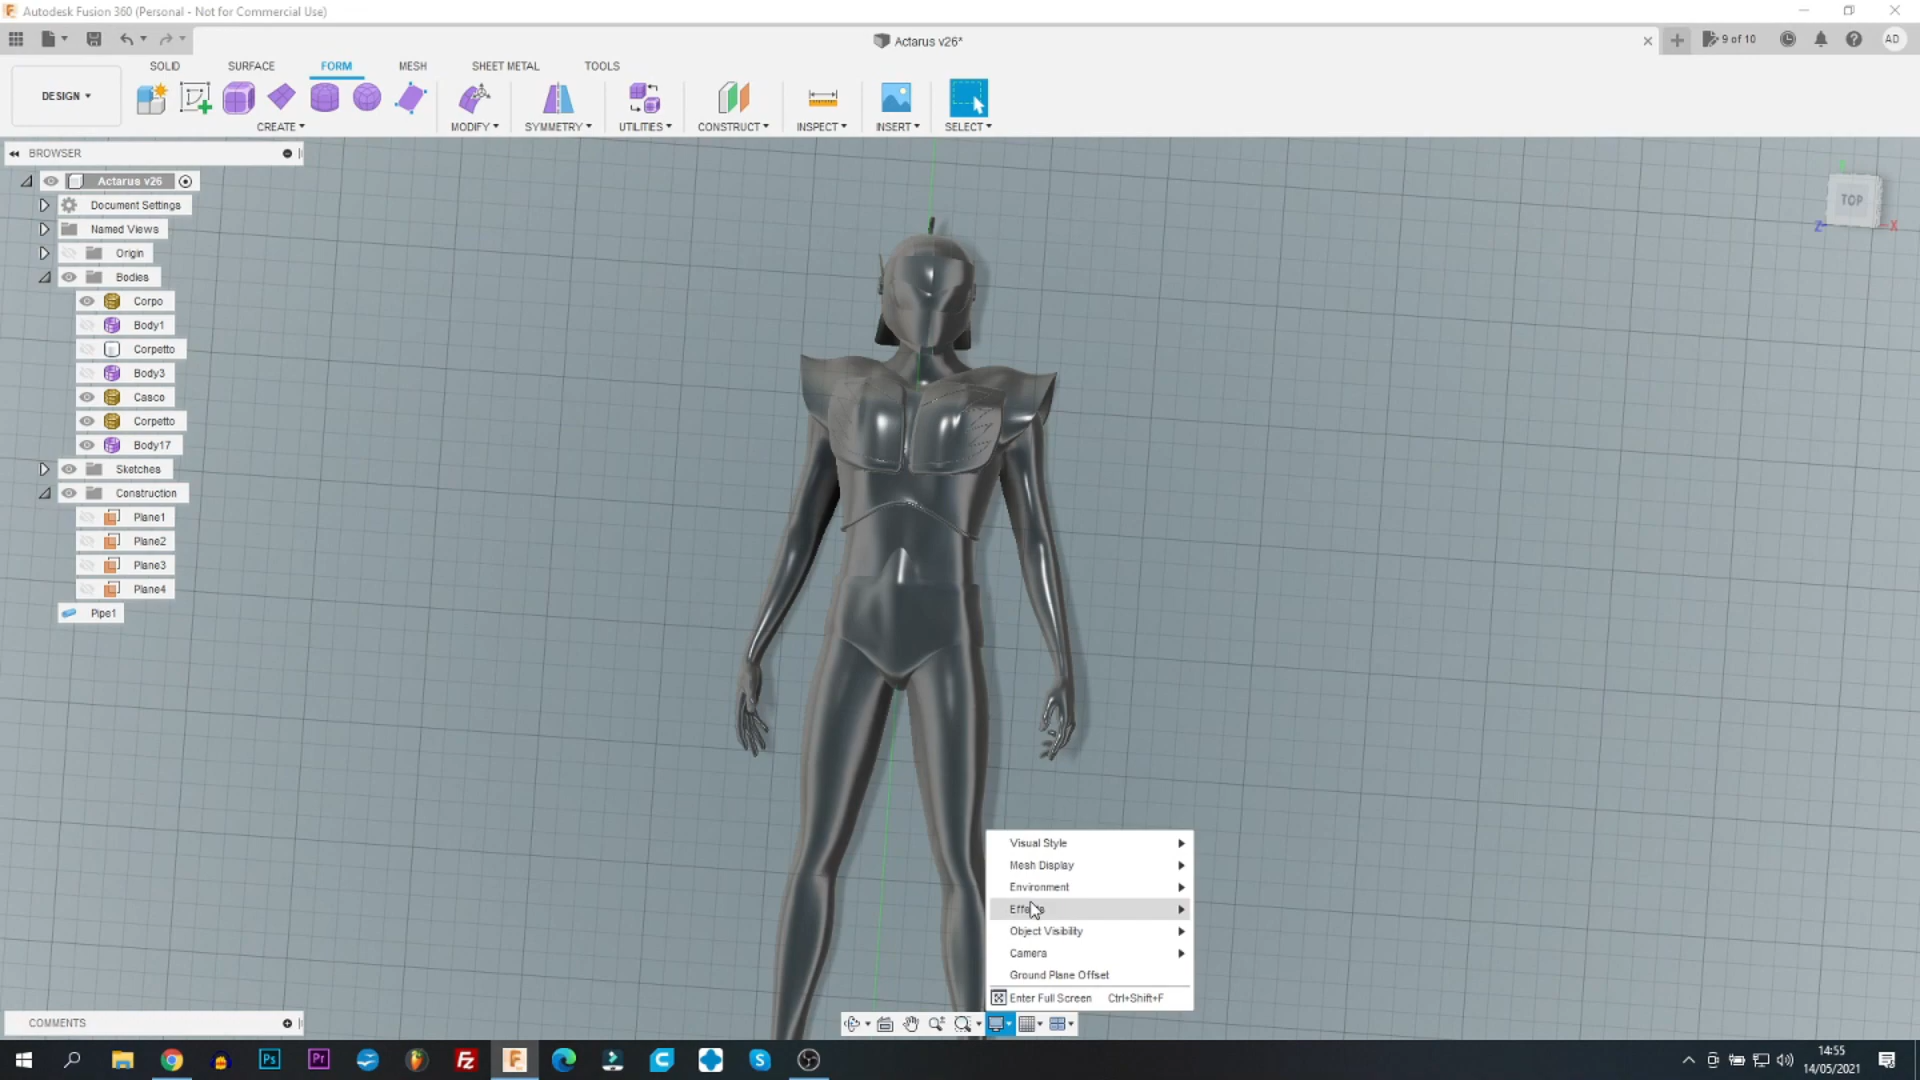 Autodesk Fusion 360 (Personal - Not for Commercial Use)
Actarus v26*
9 of 10
AD
DESIGN
SOLID
SURFACE
FORM
MESH
SHEET METAL
TOOLS
CREATE
MODIFY
SYMMETRY
UTILITIES
CONSTRUCT
INSPECT
INSERT
SELECT
BROWSER
Actarus v26
Document Settings
Named Views
Origin
Bodies
Corpo
Body1
Corpetto
Body3
Casco
Corpetto
Body17
Sketches
Construction
Plane1
Plane2
Plane3
Plane4
Pipe1
TOP
Z
X
Visual Style
Mesh Display
Environment
Object Visibility
Camera
Ground Plane Offset
Enter Full Screen Ctrl+Shift+F
COMMENTS
Ps
Pr
Fz
14:55
14/05/2021